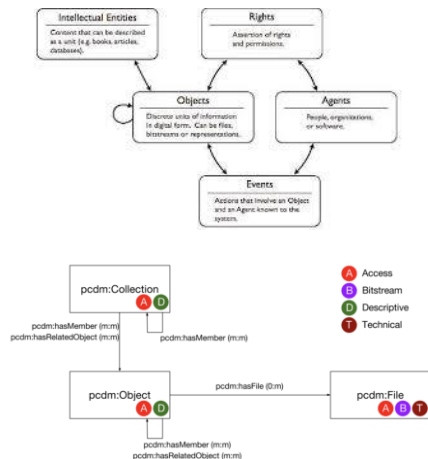 Intellectual Entities
Content that can be described
as a unit (e.g. books, articles,
databases).
Rights
Assertion of rights
and permissions.
Objects
Discrete units of information
in digital form. Can be files,
bitstreams or representations.
Agents
People, organizations,
or software.
Events
Actions that involve an Object
and an Agent known to the
system.
pcdm:Collection
A D
pcdm:hasMember (m:m)
pcdm:hasRelatedObject (m:m)
pcdm:hasMember (m:m)
A Access
B Bitstream
D Descriptive
T Technical
pcdm:Object
A D
pcdm:hasFile (0:m)
pcdm:File
A B T
pcdm:hasMember (m:m)
pcdm:hasRelatedObject (m:m)